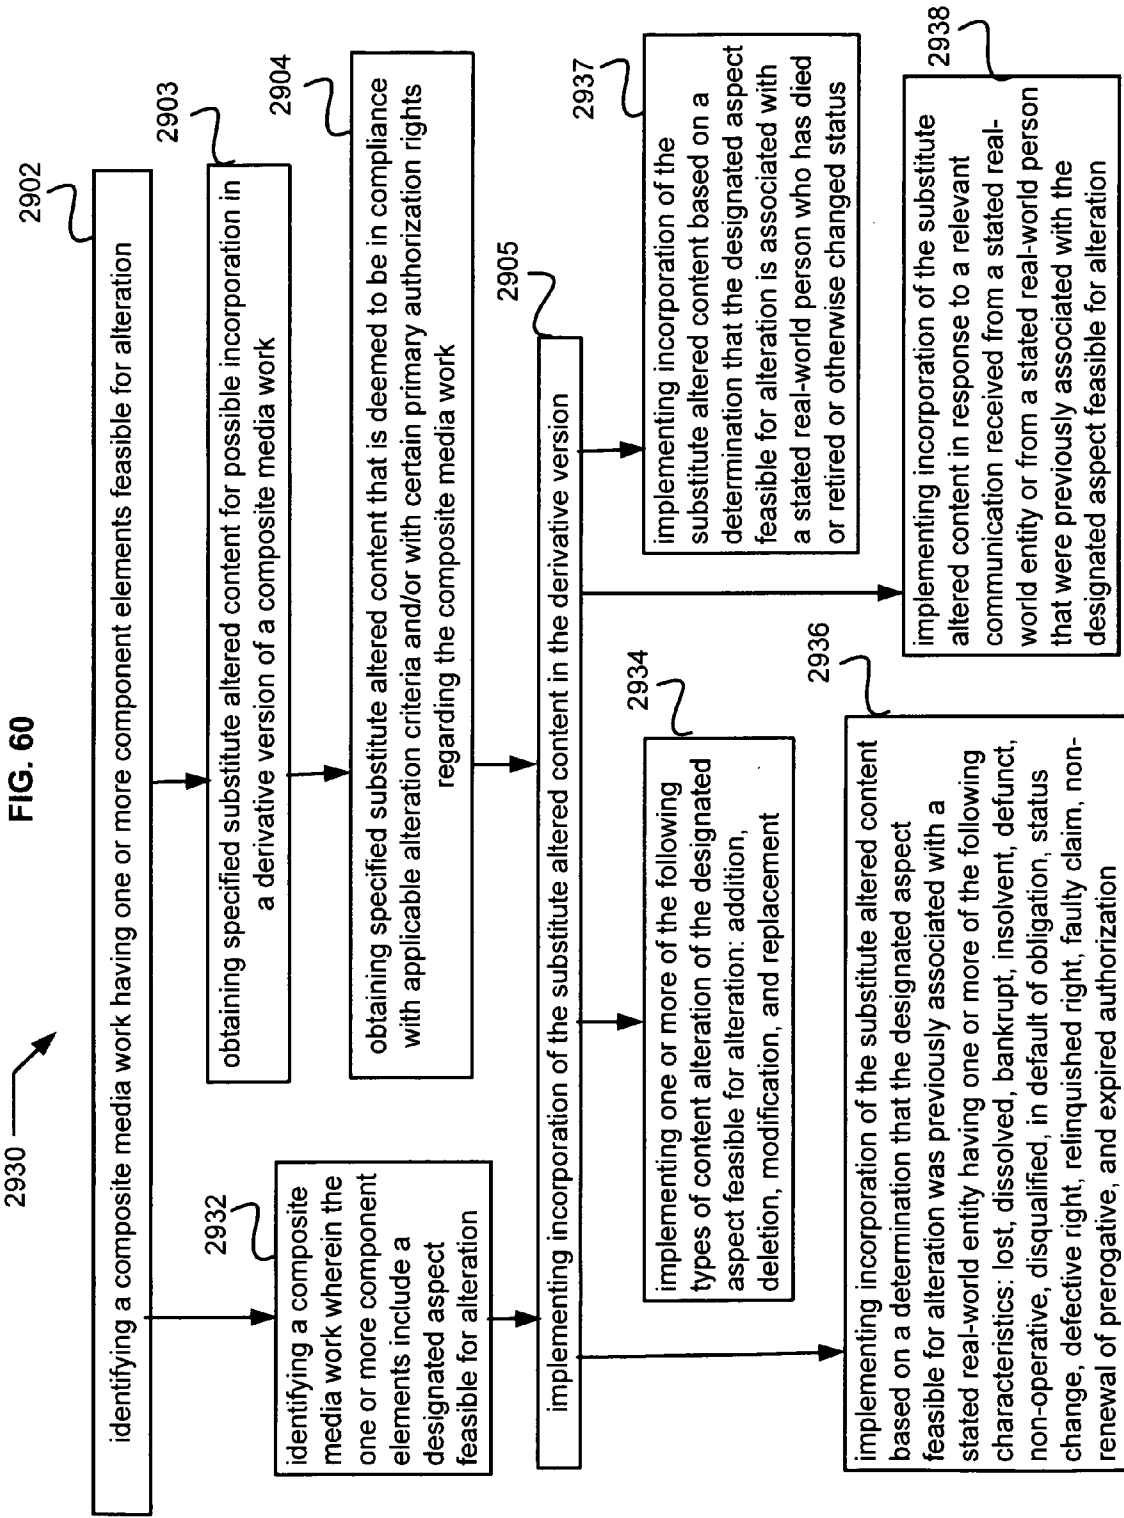 FIG. 60
2930
2902
identifying a composite media work having one or more component elements feasible for alteration
2932
identifying a composite
media work wherein the
one or more component
elements include a
designated aspect
feasible for alteration
2903
obtaining specified substitute altered content for possible incorporation in
a derivative version of a composite media work
2904
obtaining specified substitute altered content that is deemed to be in compliance
with applicable alteration criteria and/or with certain primary authorization rights
regarding the composite media work
2905
implementing incorporation of the substitute altered content in the derivative version
2934
implementing one or more of the following
types of content alteration of the designated
aspect feasible for alteration: addition,
deletion, modification, and replacement
2937
implementing incorporation of the
substitute altered content based on a
determination that the designated aspect
feasible for alteration is associated with
a stated real-world person who has died
or retired or otherwise changed status
2936
implementing incorporation of the substitute altered content
based on a determination that the designated aspect
feasible for alteration was previously associated with a
stated real-world entity having one or more of the following
characteristics: lost, dissolved, bankrupt, insolvent, defunct,
non-operative, disqualified, in default of obligation, status
change, defective right, relinquished right, faulty claim, non-
renewal of prerogative, and expired authorization
2938
implementing incorporation of the substitute
altered content in response to a relevant
communication received from a stated real-
world entity or from a stated real-world person
that were previously associated with the
designated aspect feasible for alteration